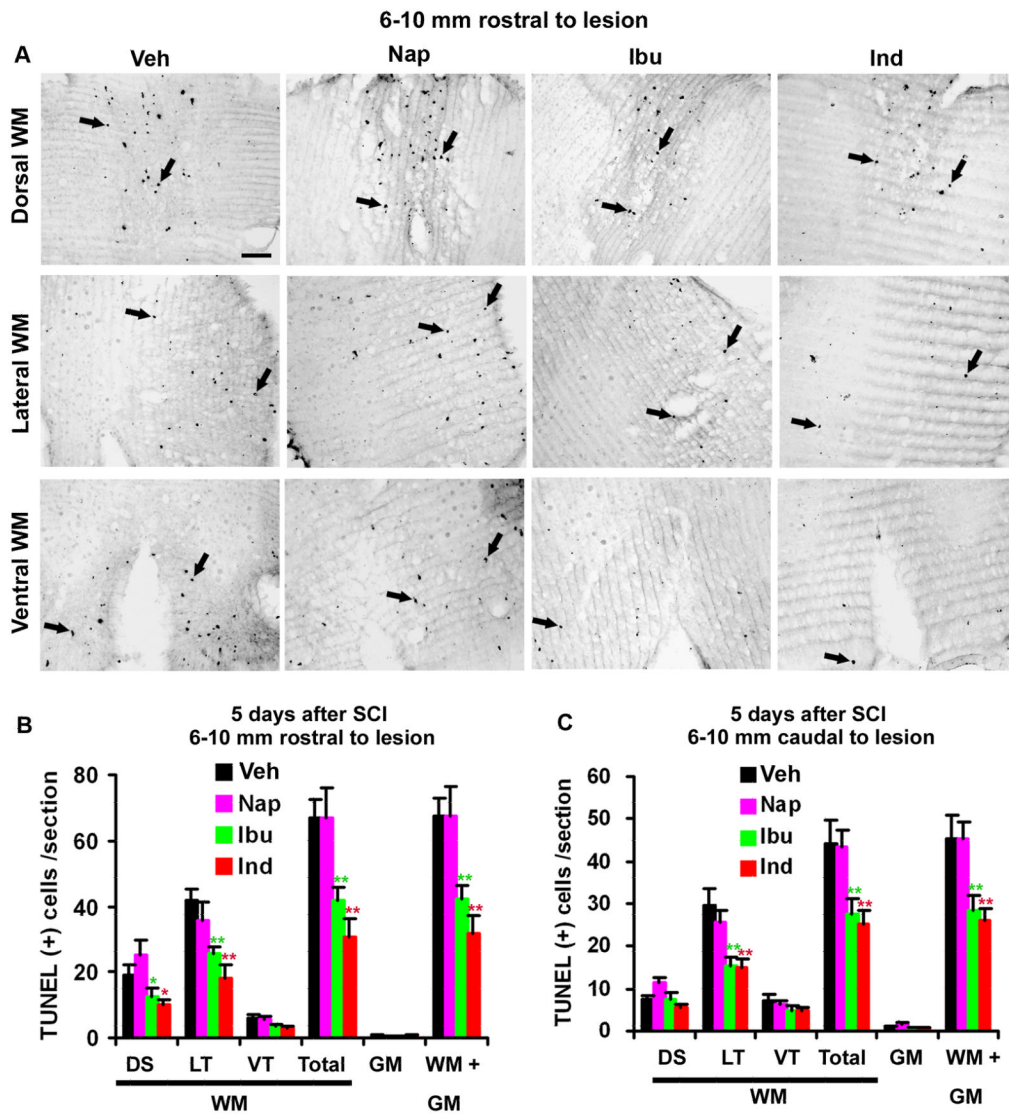 6-10 mm rostral to lesion
A
Veh
Nap
Ibu
Ind
Dorsal WM
Lateral WM
Ventral WM
B
5 days after SCI
6-10 mm rostral to lesion
TUNEL (+) cells /section
80
60
40
20
0
Veh
Nap
Ibu
Ind
*
*
**
**
**
**
**
**
DS
LT
VT
Total
GM
WM +
GM
WM
C
5 days after SCI
6-10 mm caudal to lesion
TUNEL (+) cells /section
60
50
40
30
20
10
0
Veh
Nap
Ibu
Ind
**
**
**
**
**
**
DS
LT
VT
Total
GM
WM +
GM
WM